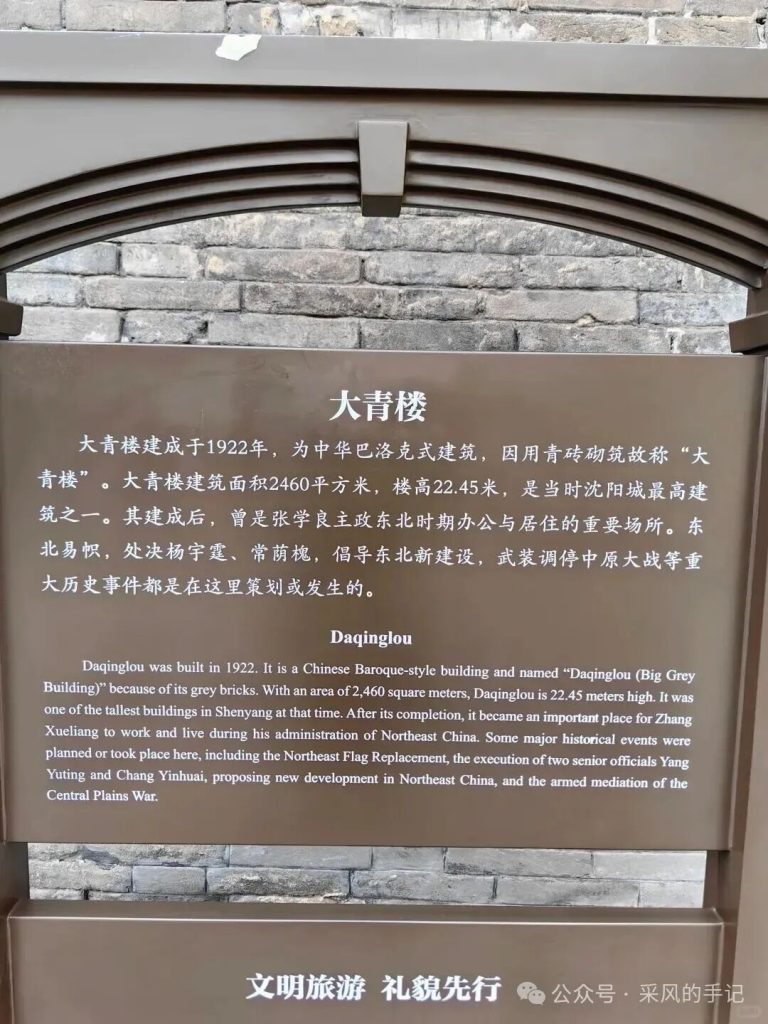 大青楼
大青楼建成于1922年，为中华巴洛克式建筑，因用青砖砌筑故称“大
青楼”。大青楼建筑面积2460平方米，楼高22.45米，是当时沈阳城最高建
筑之一。其建成后，曾是张学良主政东北时期办公与居住的重要场所。东
北易帜，处决杨宇霆、常荫槐，倡导东北新建设，武装调停中原大战等重
大历史事件都是在这里策划或发生的。
Daqinglou
Daqinglou was built in 1922. It is a Chinese Baroque-style building and named “Daqinglou (Big Grey
Building)” because of its grey bricks. With an area of 2,460 square meters, Daqinglou is 22.45 meters high. It was
one of the tallest buildings in Shenyang at that time. After its completion, it became an important place for Zhang
Xueliang to work and live during his administration of Northeast China. Some major historical events were
planned or took place here, including the Northeast Flag Replacement, the execution of two senior officials Yang
Yuting and Chang Yinhuai, proposing new development in Northeast China, and the armed mediation of the
Central Plains War.
文明旅游 礼貌先行
公众号·采风的手记